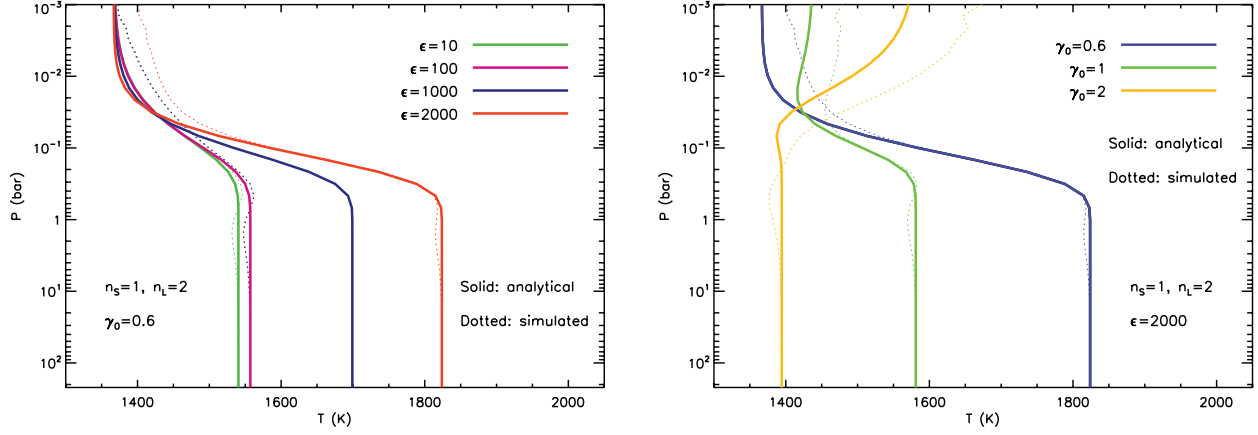 10⁻³
10⁻²
10⁻¹
1
10¹
10²
P (bar)
1400 1600 1800 2000
T (K)
ϵ=10
ϵ=100
ϵ=1000
ϵ=2000
n_S=1, n_L=2
γ₀=0.6
Solid: analytical
Dotted: simulated
10⁻³
10⁻²
10⁻¹
1
10¹
10²
P (bar)
1400 1600 1800 2000
T (K)
γ₀=0.6
γ₀=1
γ₀=2
Solid: analytical
Dotted: simulated
n_S=1, n_L=2
ϵ=2000